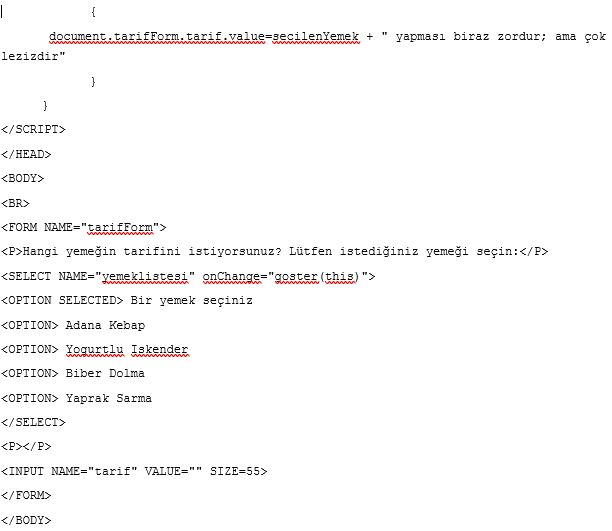 {
document.tarifForm.tarif.value=secilenYemek + " yapması biraz zordur; ama çok
lezizdir"
}
}
</SCRIPT>
</HEAD>
<BODY>
<BR>
<FORM NAME="tarifForm">
<P>Hangi yemeğin tarifini istiyorsunuz? Lütfen istediğiniz yemeği seçin:</P>
<SELECT NAME="yemeklistesi" onChange="goster(this)">
<OPTION SELECTED> Bir yemek seçiniz
<OPTION> Adana Kebap
<OPTION> Yogurtlu Iskender
<OPTION> Biber Dolma
<OPTION> Yaprak Sarma
</SELECT>
<P></P>
<INPUT NAME="tarif" VALUE="" SIZE=55>
</FORM>
</BODY>